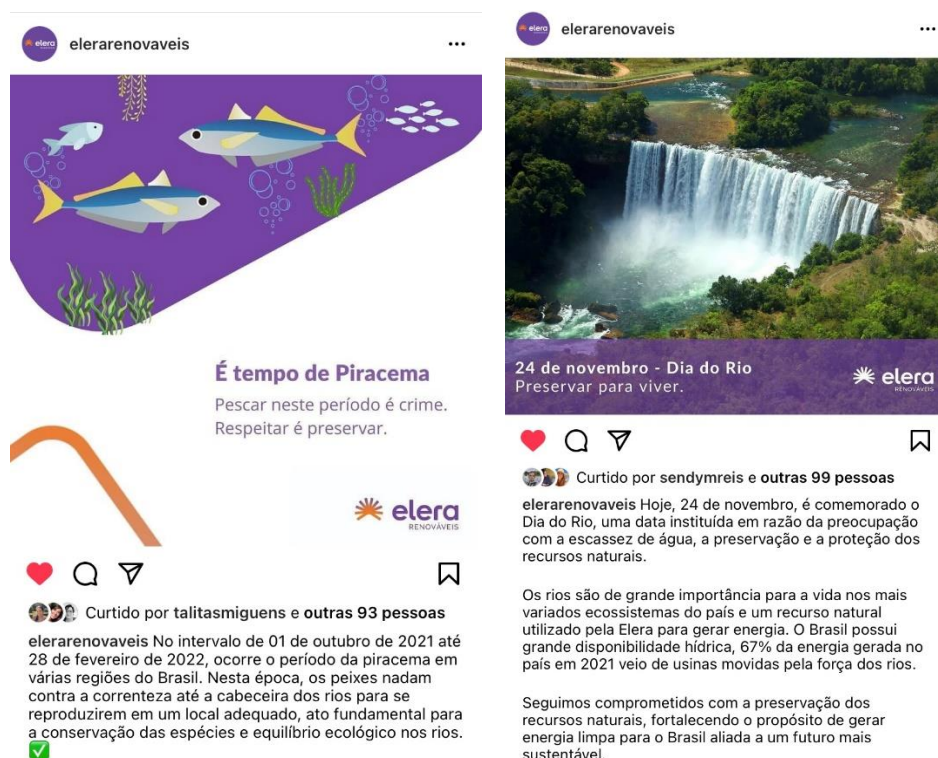 elerarenovaveis
É tempo de Piracema
Pescar neste período é crime.
Respeitar é preservar.
elera
RENOVÁVEIS
Curtido por talitasmiguens e outras 93 pessoas
elerarenovaveis No intervalo de 01 de outubro de 2021 até
28 de fevereiro de 2022, ocorre o período da piracema em
várias regiões do Brasil. Nesta época, os peixes nadam
contra a correnteza até a cabeceira dos rios para se
reproduzirem em um local adequado, ato fundamental para
a conservação das espécies e equilíbrio ecológico nos rios.
elerarenovaveis
24 de novembro - Dia do Rio
Preservar para viver.
elera
RENOVÁVEIS
Curtido por sendymreis e outras 99 pessoas
elerarenovaveis Hoje, 24 de novembro, é comemorado o
Dia do Rio, uma data instituída em razão da preocupação
com a escassez de água, a preservação e a proteção dos
recursos naturais.
Os rios são de grande importância para a vida nos mais
variados ecossistemas do país e um recurso natural
utilizado pela Elera para gerar energia. O Brasil possui
grande disponibilidade hídrica, 67% da energia gerada no
país em 2021 veio de usinas movidas pela força dos rios.
Seguimos comprometidos com a preservação dos
recursos naturais, fortalecendo o propósito de gerar
energia limpa para o Brasil aliada a um futuro mais
sustentável.